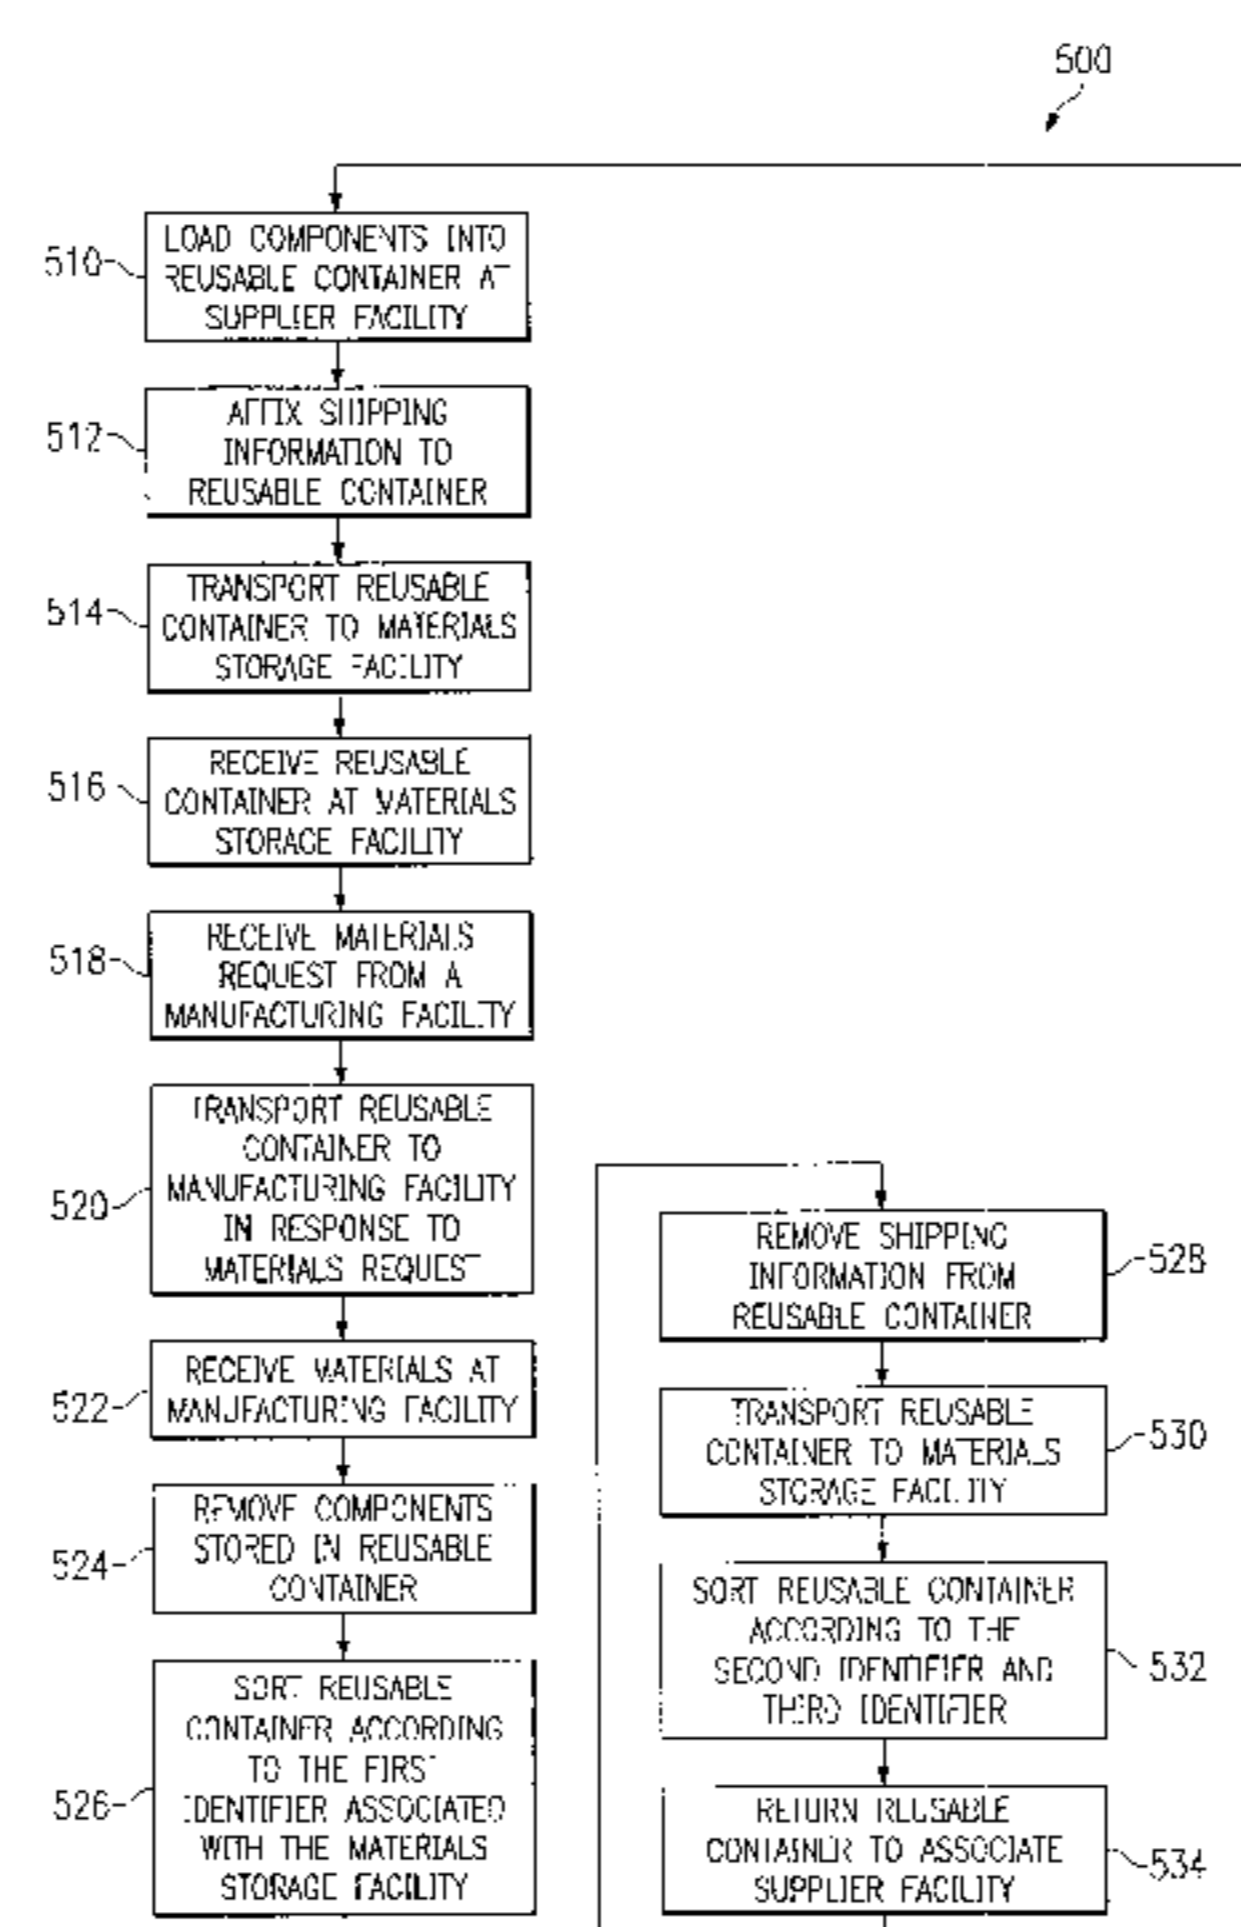 500
510
LOAD COMPONENTS INTO
REUSABLE CONTAINER AT
SUPPLIER FACILITY
512
AFFIX SHIPPING
INFORMATION TO
REUSABLE CONTAINER
514
TRANSPORT REUSABLE
CONTAINER TO MATERIALS
STORAGE FACILITY
516
RECEIVE REUSABLE
CONTAINER AT MATERIALS
STORAGE FACILITY
518
RECEIVE MATERIALS
REQUEST FROM A
MANUFACTURING FACILITY
520
TRANSPORT REUSABLE
CONTAINER TO
MANUFACTURING FACILITY
IN RESPONSE TO
MATERIALS REQUEST
522
RECEIVE MATERIALS AT
MANUFACTURING FACILITY
524
REMOVE COMPONENTS
STORED IN REUSABLE
CONTAINER
526
SORT REUSABLE
CONTAINER ACCORDING
TO THE FIRST
IDENTIFIER ASSOCIATED
WITH THE MATERIALS
STORAGE FACILITY
REMOVE SHIPPING
INFORMATION FROM
REUSABLE CONTAINER
528
TRANSPORT REUSABLE
CONTAINER TO MATERIALS
STORAGE FACILITY
530
SORT REUSABLE CONTAINER
ACCORDING TO THE
SECOND IDENTIFIER AND
THIRD IDENTIFIER
532
RETURN REUSABLE
CONTAINER TO ASSOCIATE
SUPPLIER FACILITY
534